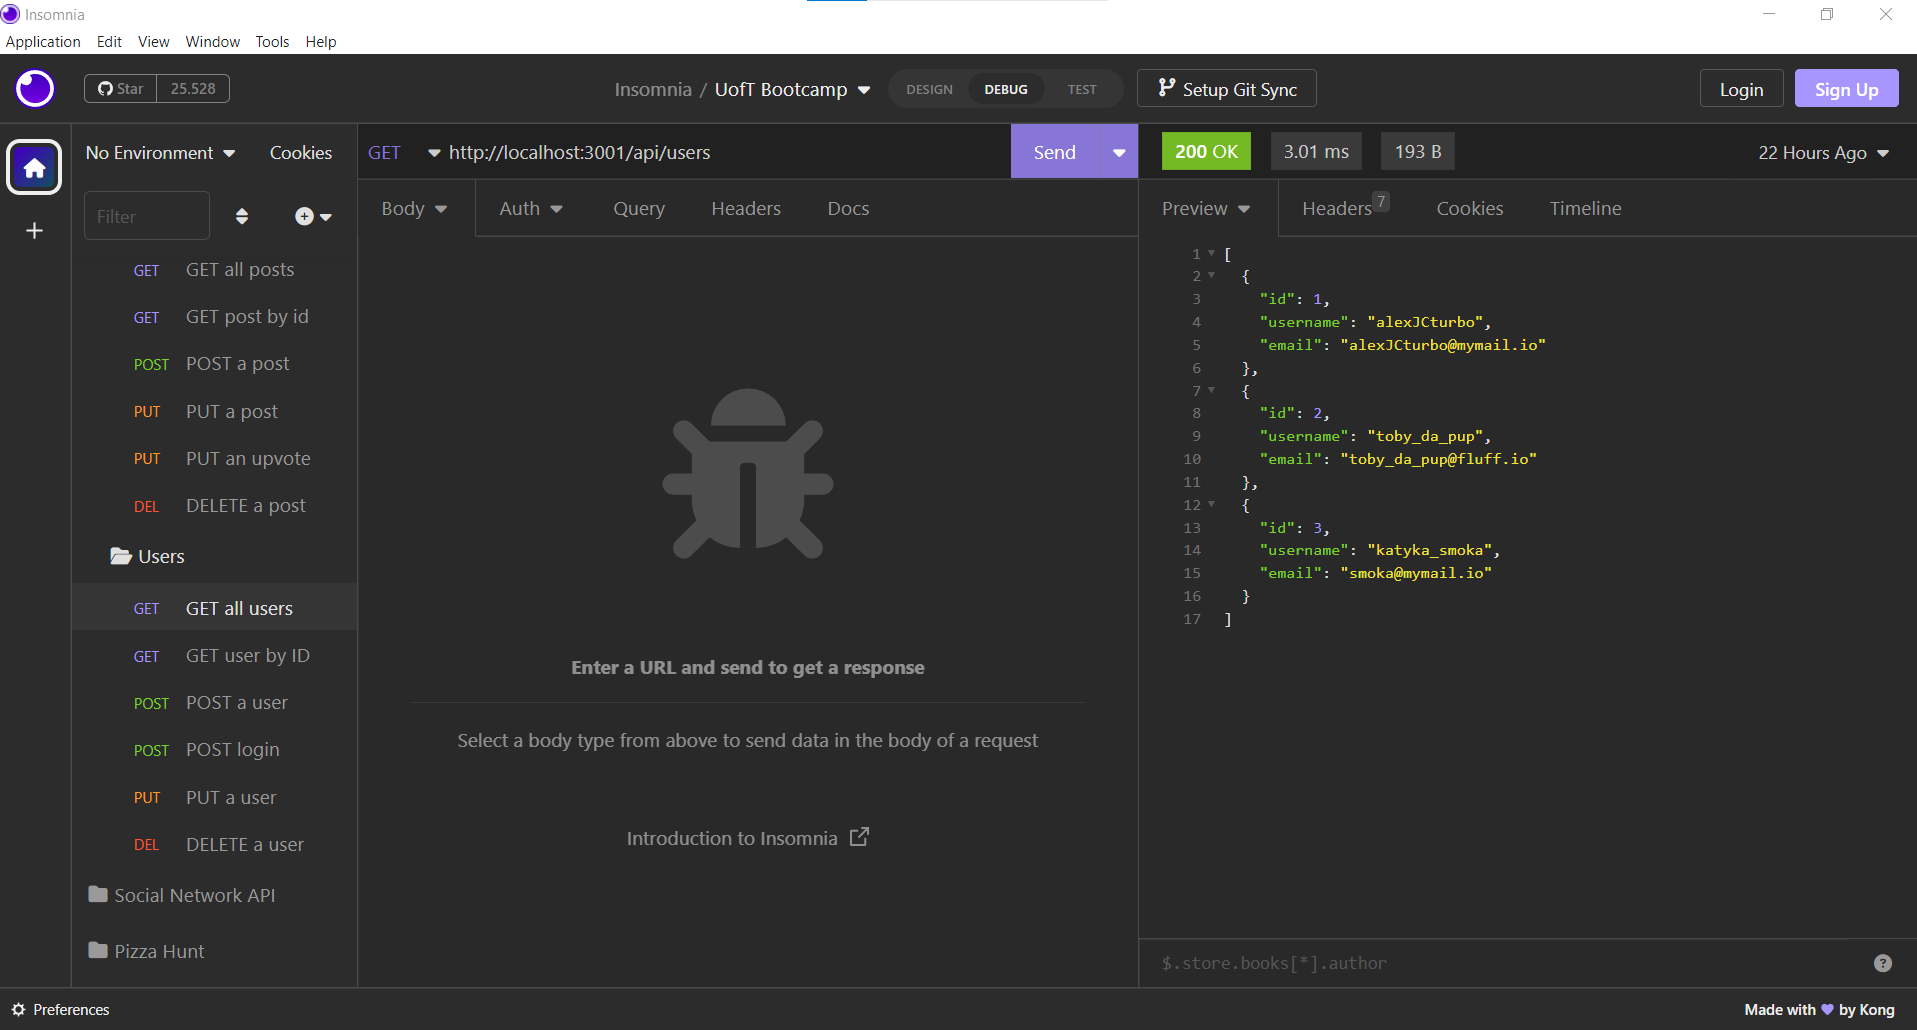 Insomnia
Application Edit View Window Tools Help
Star 25.528
Insomnia / UofT Bootcamp
DESIGN DEBUG TEST
Setup Git Sync
Login Sign Up
No Environment Cookies
Filter
GET GET all posts
GET GET post by id
POST POST a post
PUT PUT a post
PUT PUT an upvote
DEL DELETE a post
Users
GET GET all users
GET GET user by ID
POST POST a user
POST POST login
PUT PUT a user
DEL DELETE a user
Social Network API
Pizza Hunt
GET http://localhost:3001/api/users Send
Body Auth Query Headers Docs
Enter a URL and send to get a response
Select a body type from above to send data in the body of a request
Introduction to Insomnia
200 OK 3.01 ms 193 B 22 Hours Ago
Preview Headers 7 Cookies Timeline
1 [
2 {
3 "id": 1,
4 "username": "alexJCturbo",
5 "email": "alexJCturbo@mymail.io"
6 },
7 {
8 "id": 2,
9 "username": "toby_da_pup",
10 "email": "toby_da_pup@fluff.io"
11 },
12 {
13 "id": 3,
14 "username": "katyka_smoka",
15 "email": "smoka@mymail.io"
16 }
17 ]
$.store.books[*].author ?
Preferences
Made with 💜 by Kong